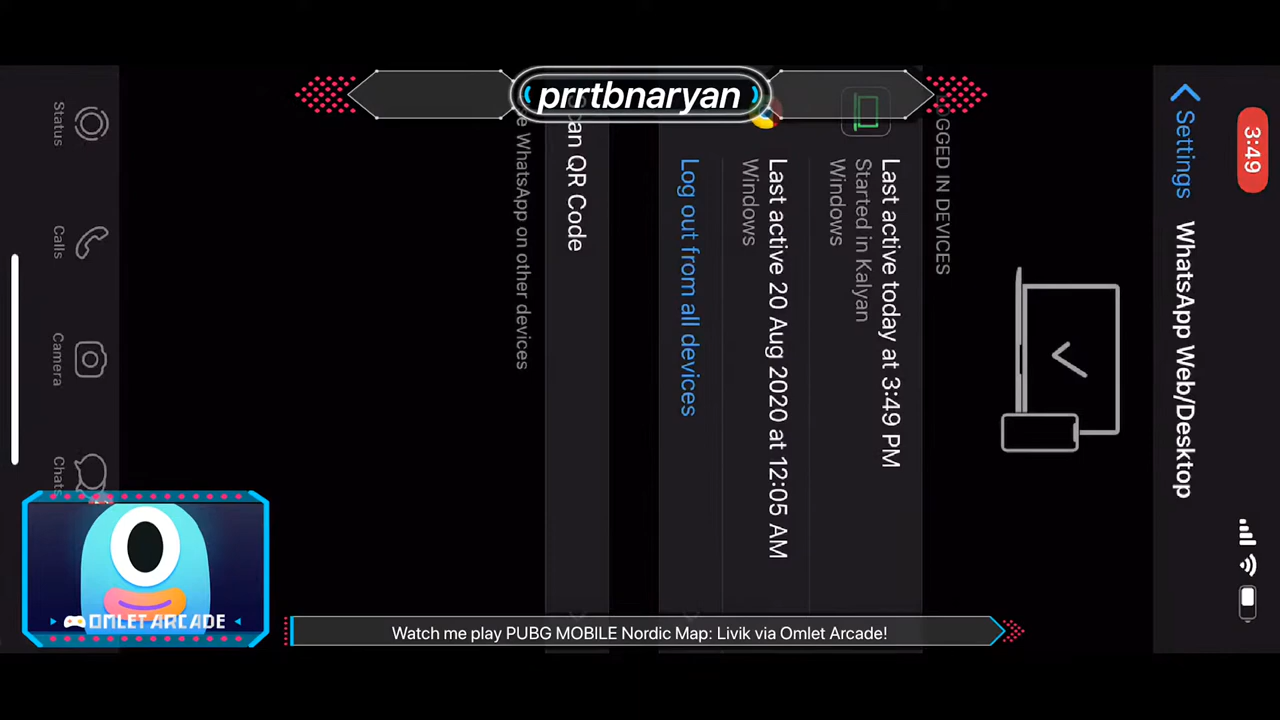 prrtbnaryan
3:49
Settings
WhatsApp Web/Desktop
LOGGED IN DEVICES
Last active today at 3:49 PM
Started in Kalyan
Windows
Last active 20 Aug 2020 at 12:05 AM
Windows
Log out from all devices
QR Code
WhatsApp on other devices
Status
Calls
Camera
Chats
OMLET ARCADE
Watch me play PUBG MOBILE Nordic Map: Livik via Omlet Arcade!